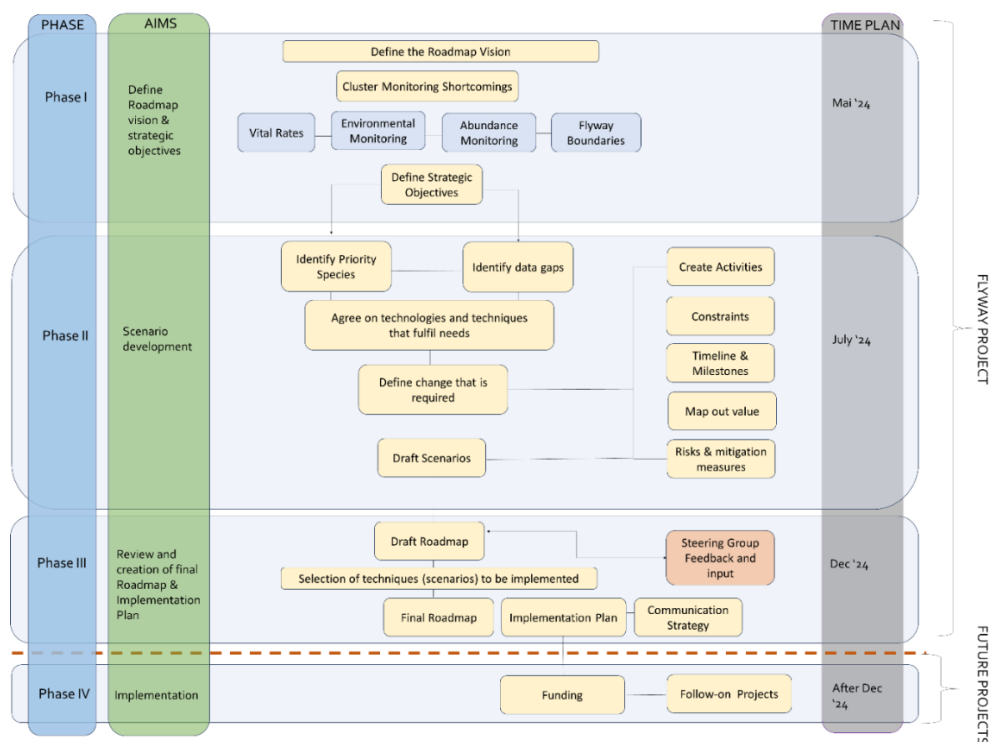 PHASE
AIMS
TIME PLAN
Phase I
Define
Roadmap
vision &
strategic
objectives
Define the Roadmap Vision
Cluster Monitoring Shortcomings
Vital Rates
Environmental
Monitoring
Abundance
Monitoring
Flyway
Boundaries
Define Strategic
Objectives
Mai '24
Phase II
Scenario
development
Identify Priority
Species
Identify data gaps
Agree on technologies and techniques
that fulfil needs
Define change that is
required
Draft Scenarios
Create Activities
Constraints
Timeline &
Milestones
Map out value
Risks & mitigation
measures
July '24
Phase III
Review and
creation of final
Roadmap &
Implementation
Plan
Draft Roadmap
Steering Group
Feedback and
input
Selection of techniques (scenarios) to be implemented
Final Roadmap
Implementation Plan
Communication
Strategy
Dec '24
Phase IV
Implementation
Funding
Follow-on Projects
After Dec
'24
FLYWAY PROJECT
FUTURE PROJECTS